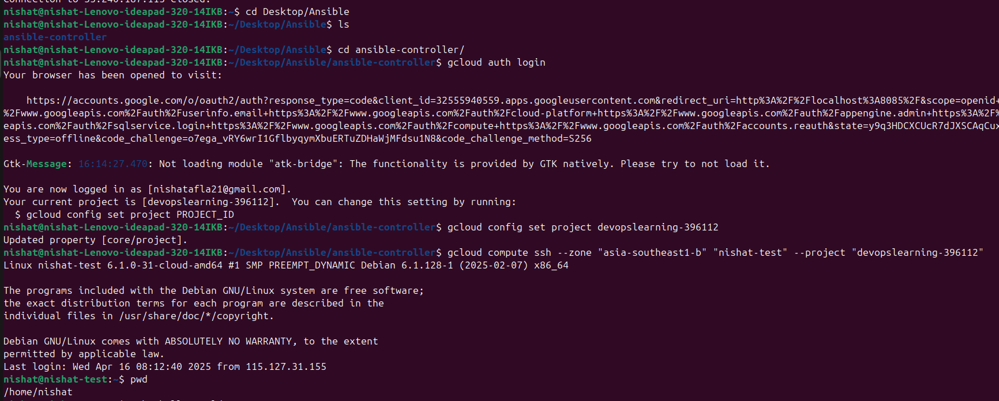 connection to 35.240.187.115 closed.
nishat@nishat-Lenovo-ideapad-320-14IKB:~$ cd Desktop/Ansible
nishat@nishat-Lenovo-ideapad-320-14IKB:~/Desktop/Ansible$ ls
ansible-controller
nishat@nishat-Lenovo-ideapad-320-14IKB:~/Desktop/Ansible$ cd ansible-controller/
nishat@nishat-Lenovo-ideapad-320-14IKB:~/Desktop/Ansible/ansible-controller$ gcloud auth login
Your browser has been opened to visit:
https://accounts.google.com/o/oauth2/auth?response_type=code&client_id=32555940559.apps.googleusercontent.com&redirect_uri=http%3A%2F%2Flocalhost%3A8085%2F&scope=openid+
%2Fwww.googleapis.com%2Fauth%2Fuserinfo.email+https%3A%2F%2Fwww.googleapis.com%2Fauth%2Fcloud-platform+https%3A%2F%2Fwww.googleapis.com%2Fauth%2Fappengine.admin+https%3A%2F%
eapis.com%2Fauth%2Fsqlservice.login+https%3A%2F%2Fwww.googleapis.com%2Fauth%2Fcompute+https%3A%2F%2Fwww.googleapis.com%2Fauth%2Faccounts.reauth&state=y9q3HDCXCUcR7dJXSCAqCux
ess_type=offline&code_challenge=o7ega_vRY6wrI1GflbyqymXbuERTuZDHaWjMFdsu1N8&code_challenge_method=S256
Gtk-Message: 16:14:27.470: Not loading module "atk-bridge": The functionality is provided by GTK natively. Please try to not load it.
You are now logged in as [nishatafla21@gmail.com].
Your current project is [devopslearning-396112].  You can change this setting by running:
$ gcloud config set project PROJECT_ID
nishat@nishat-Lenovo-ideapad-320-14IKB:~/Desktop/Ansible/ansible-controller$ gcloud config set project devopslearning-396112
Updated property [core/project].
nishat@nishat-Lenovo-ideapad-320-14IKB:~/Desktop/Ansible/ansible-controller$ gcloud compute ssh --zone "asia-southeast1-b" "nishat-test" --project "devopslearning-396112"
Linux nishat-test 6.1.0-31-cloud-amd64 #1 SMP PREEMPT_DYNAMIC Debian 6.1.128-1 (2025-02-07) x86_64
The programs included with the Debian GNU/Linux system are free software;
the exact distribution terms for each program are described in the
individual files in /usr/share/doc/*/copyright.
Debian GNU/Linux comes with ABSOLUTELY NO WARRANTY, to the extent
permitted by applicable law.
Last login: Wed Apr 16 08:12:40 2025 from 115.127.31.155
nishat@nishat-test:~$ pwd
/home/nishat